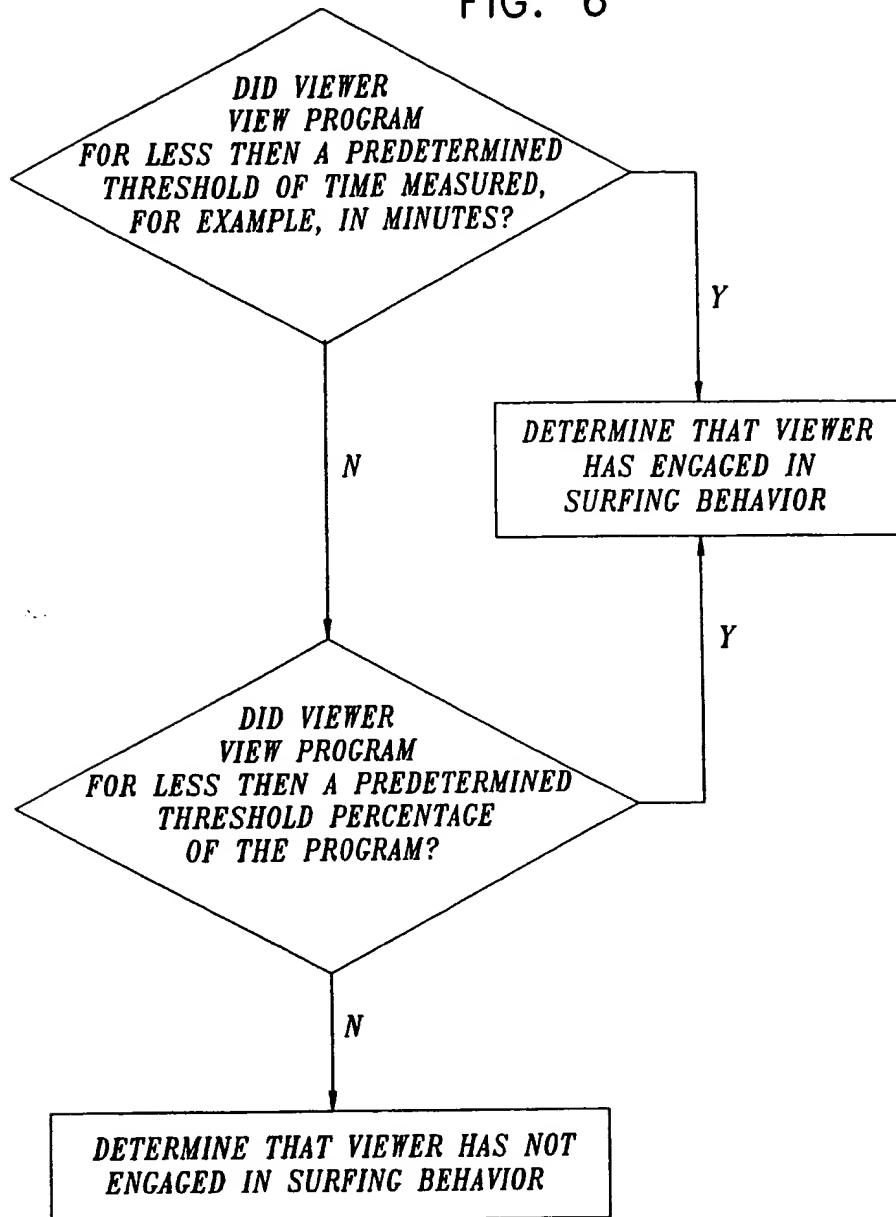 FIG. 6
DID VIEWER
VIEW PROGRAM
FOR LESS THEN A PREDETERMINED
THRESHOLD OF TIME MEASURED,
FOR EXAMPLE, IN MINUTES?
Y
DETERMINE THAT VIEWER
HAS ENGAGED IN
SURFING BEHAVIOR
N
Y
DID VIEWER
VIEW PROGRAM
FOR LESS THEN A PREDETERMINED
THRESHOLD PERCENTAGE
OF THE PROGRAM?
N
DETERMINE THAT VIEWER HAS NOT
ENGAGED IN SURFING BEHAVIOR